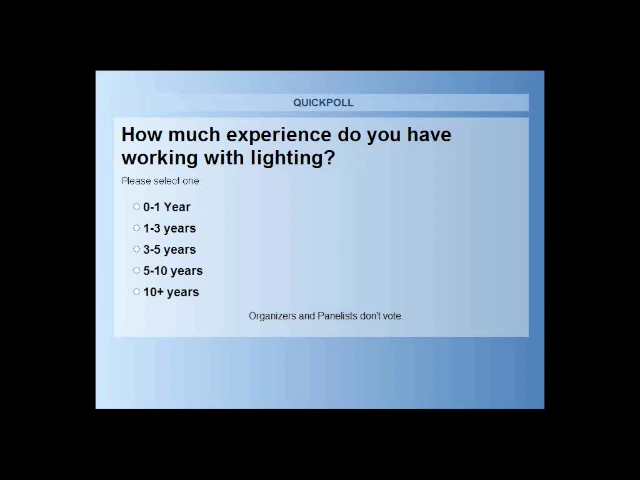 QUICKPOLL
How much experience do you have
working with lighting?
Please select one:
0-1 Year
1-3 years
3-5 years
5-10 years
10+ years
Organizers and Panelists don't vote.